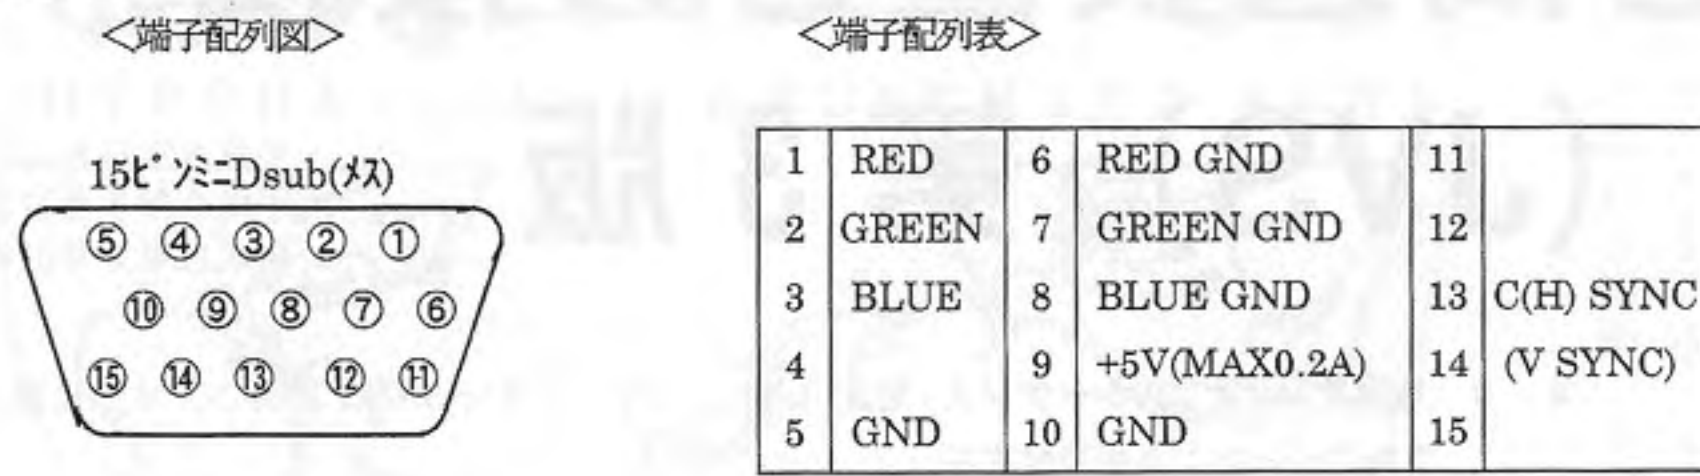 <端子配列図>
15ピンミニDsub(メス)
⑤ ④ ③ ② ①
⑩ ⑨ ⑧ ⑦ ⑥
⑮ ⑭ ⑬ ⑫ ⑪
<端子配列表>
1 RED 6 RED GND 11
2 GREEN 7 GREEN GND 12
3 BLUE 8 BLUE GND 13 C(H) SYNC
4 9 +5V(MAX0.2A) 14 (V SYNC)
5 GND 10 GND 15